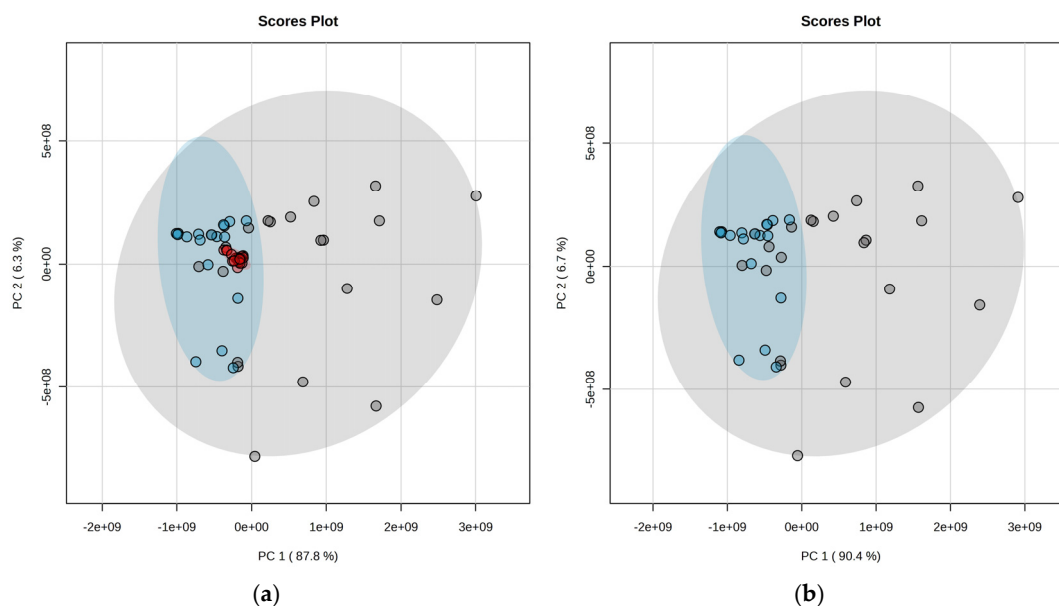 Scores Plot
5e+08
0e+00
-5e+08
PC 2 ( 6.3 %)
-2e+09 -1e+09 0e+00 1e+09 2e+09 3e+09
PC 1 ( 87.8 %)
(a)
Scores Plot
5e+08
0e+00
-5e+08
PC 2 ( 6.7 %)
-2e+09 -1e+09 0e+00 1e+09 2e+09 3e+09
PC 1 ( 90.4 %)
(b)